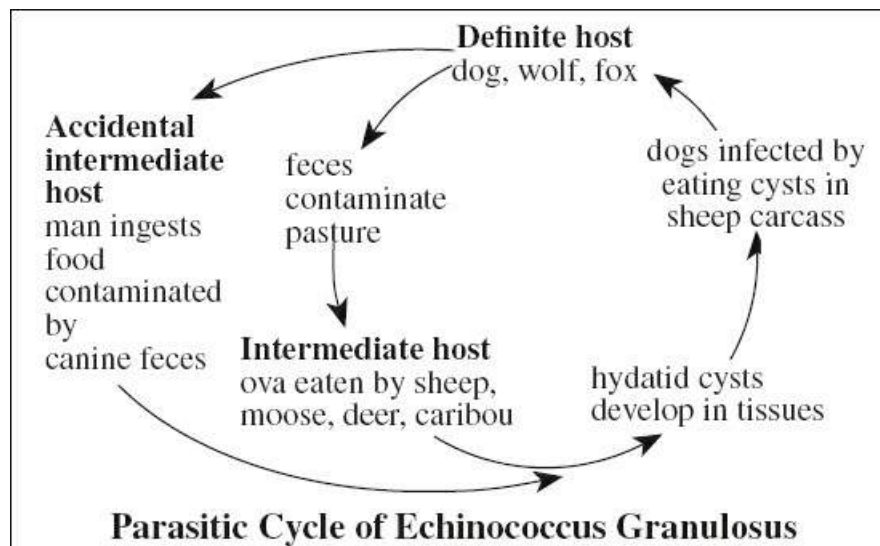 Definite host
dog, wolf, fox
Accidental
intermediate
host
man ingests
food
contaminated
by
canine feces
feces
contaminate
pasture
Intermediate host
ova eaten by sheep,
moose, deer, caribou
hydatid cysts
develop in tissues
dogs infected by
eating cysts in
sheep carcass
Parasitic Cycle of Echinococcus Granulosus